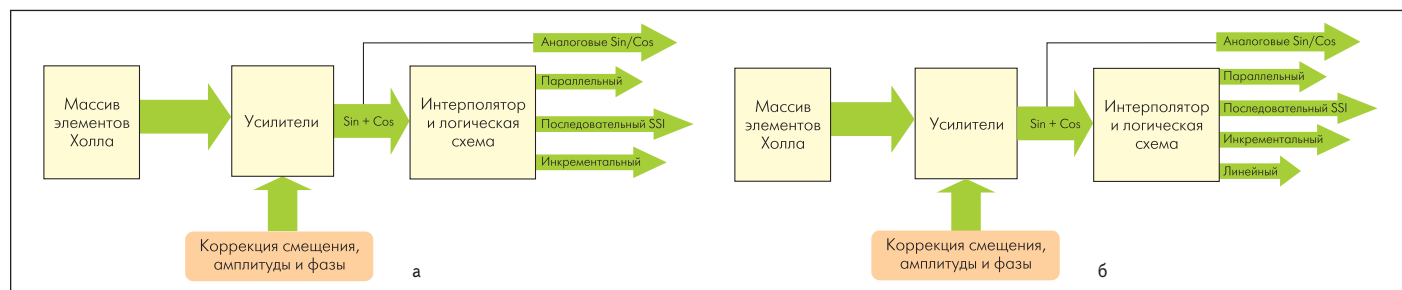 Массив
элементов
Холла
Усилители
Sin + Cos
Интерполятор
и логическая
схема
Аналоговые Sin/Cos
Параллельный
Последовательный SSI
Инкрементальный
Коррекция смещения,
амплитуды и фазы
а
Массив
элементов
Холла
Усилители
Sin + Cos
Интерполятор
и логическая
схема
Аналоговые Sin/Cos
Параллельный
Последовательный SSI
Инкрементальный
Линейный
Коррекция смещения,
амплитуды и фазы
б